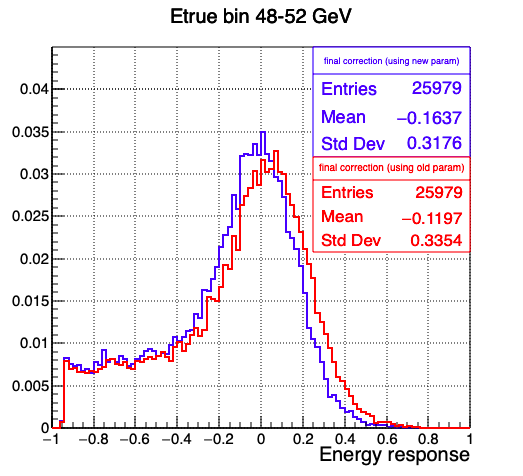 Etrue bin 48-52 GeV
final correction (using new param)
Entries 25979
Mean −0.1637
Std Dev 0.3176
final correction (using old param)
Entries 25979
Mean −0.1197
Std Dev 0.3354
0.04
0.035
0.03
0.025
0.02
0.015
0.01
0.005
0
−1 −0.8 −0.6 −0.4 −0.2 0 0.2 0.4 0.6 0.8 1
Energy response